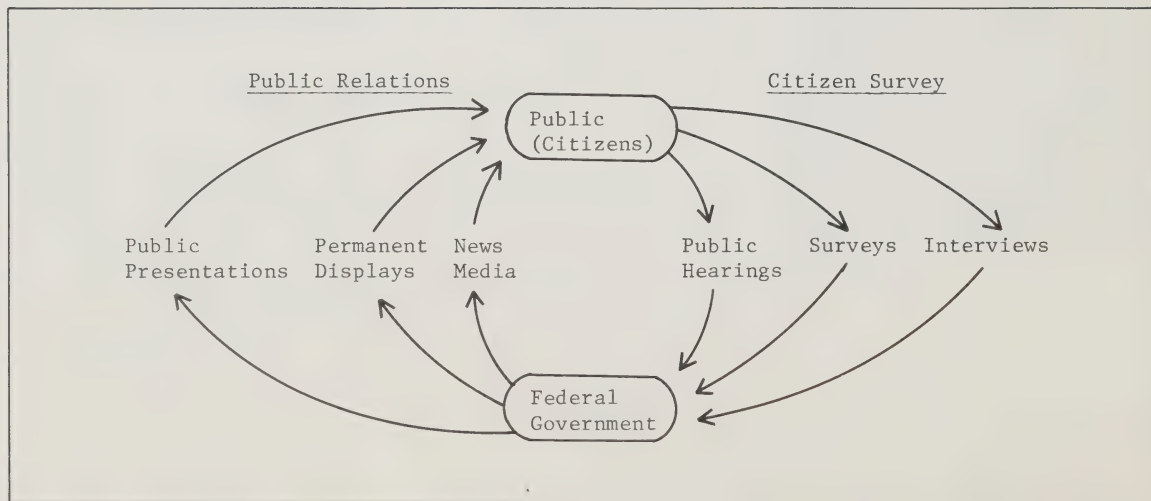 Public Relations
Citizen Survey
Public
(Citizens)
Public
Presentations
Permanent
Displays
News
Media
Public
Hearings
Surveys
Interviews
Federal
Government